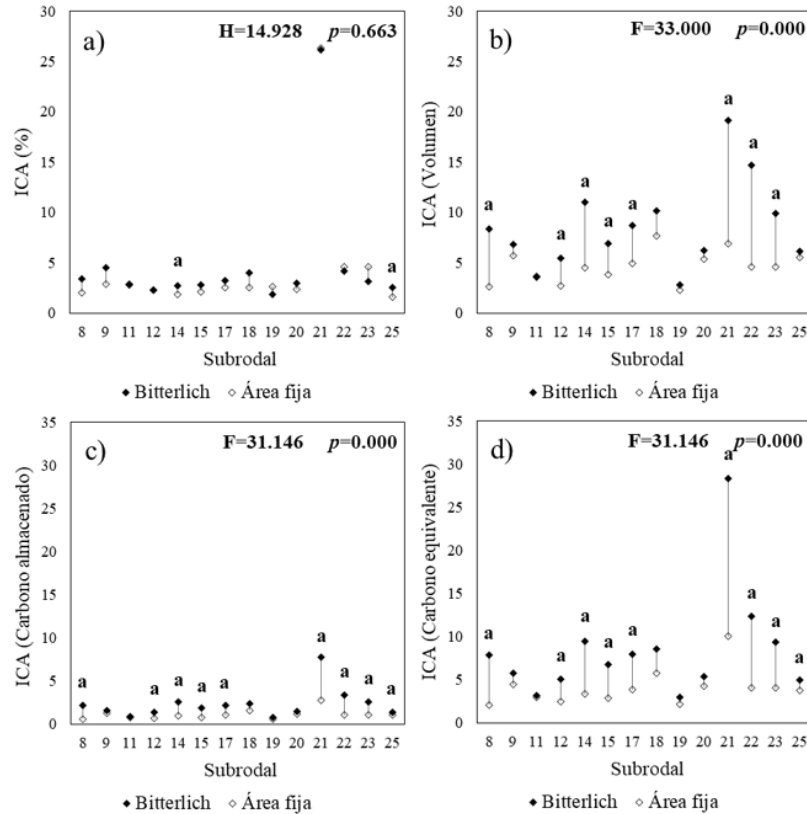 a)
H=14.928 p=0.663
ICA (%)
30
25
20
15
10
5
0
a
a
8 9 11 12 14 15 17 18 19 20 21 22 23 25
Subrodal
◆ Bitterlich ◇ Área fija
b)
F=33.000 p=0.000
ICA (Volumen)
30
25
20
15
10
5
0
a
a
a
a
a
a
a
a
8 9 11 12 14 15 17 18 19 20 21 22 23 25
Subrodal
◆ Bitterlich ◇ Área fija
c)
F=31.146 p=0.000
ICA (Carbono almacenado)
35
30
25
20
15
10
5
0
a
a
a
a
a
a
a
a
a
8 9 11 12 14 15 17 18 19 20 21 22 23 25
Subrodal
◆ Bitterlich ◇ Área fija
d)
F=31.146 p=0.000
ICA (Carbono equivalente)
35
30
25
20
15
10
5
0
a
a
a
a
a
a
a
a
a
8 9 11 12 14 15 17 18 19 20 21 22 23 25
Subrodal
◆ Bitterlich ◇ Área fija